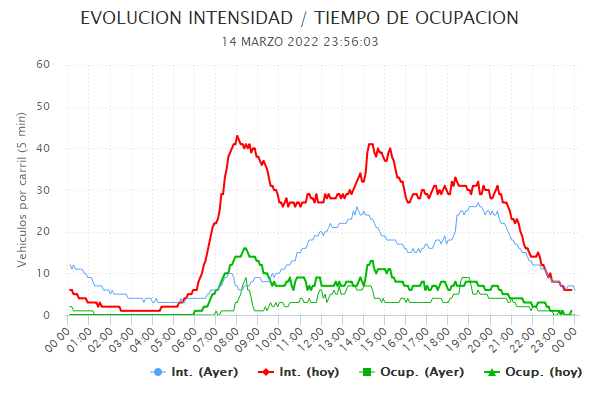 EVOLUCION INTENSIDAD / TIEMPO DE OCUPACION
14 MARZO 2022 23:56:03
Vehiculos por carril (5 min)
60
50
40
30
20
10
0
00:00 01:00 02:00 03:00 04:00 05:00 06:00 07:00 08:00 09:00 10:00 11:00 12:00 13:00 14:00 15:00 16:00 17:00 18:00 19:00 20:00 21:00 22:00 23:00 00:00
Int. (Ayer) Int. (hoy) Ocup. (Ayer) Ocup. (hoy)